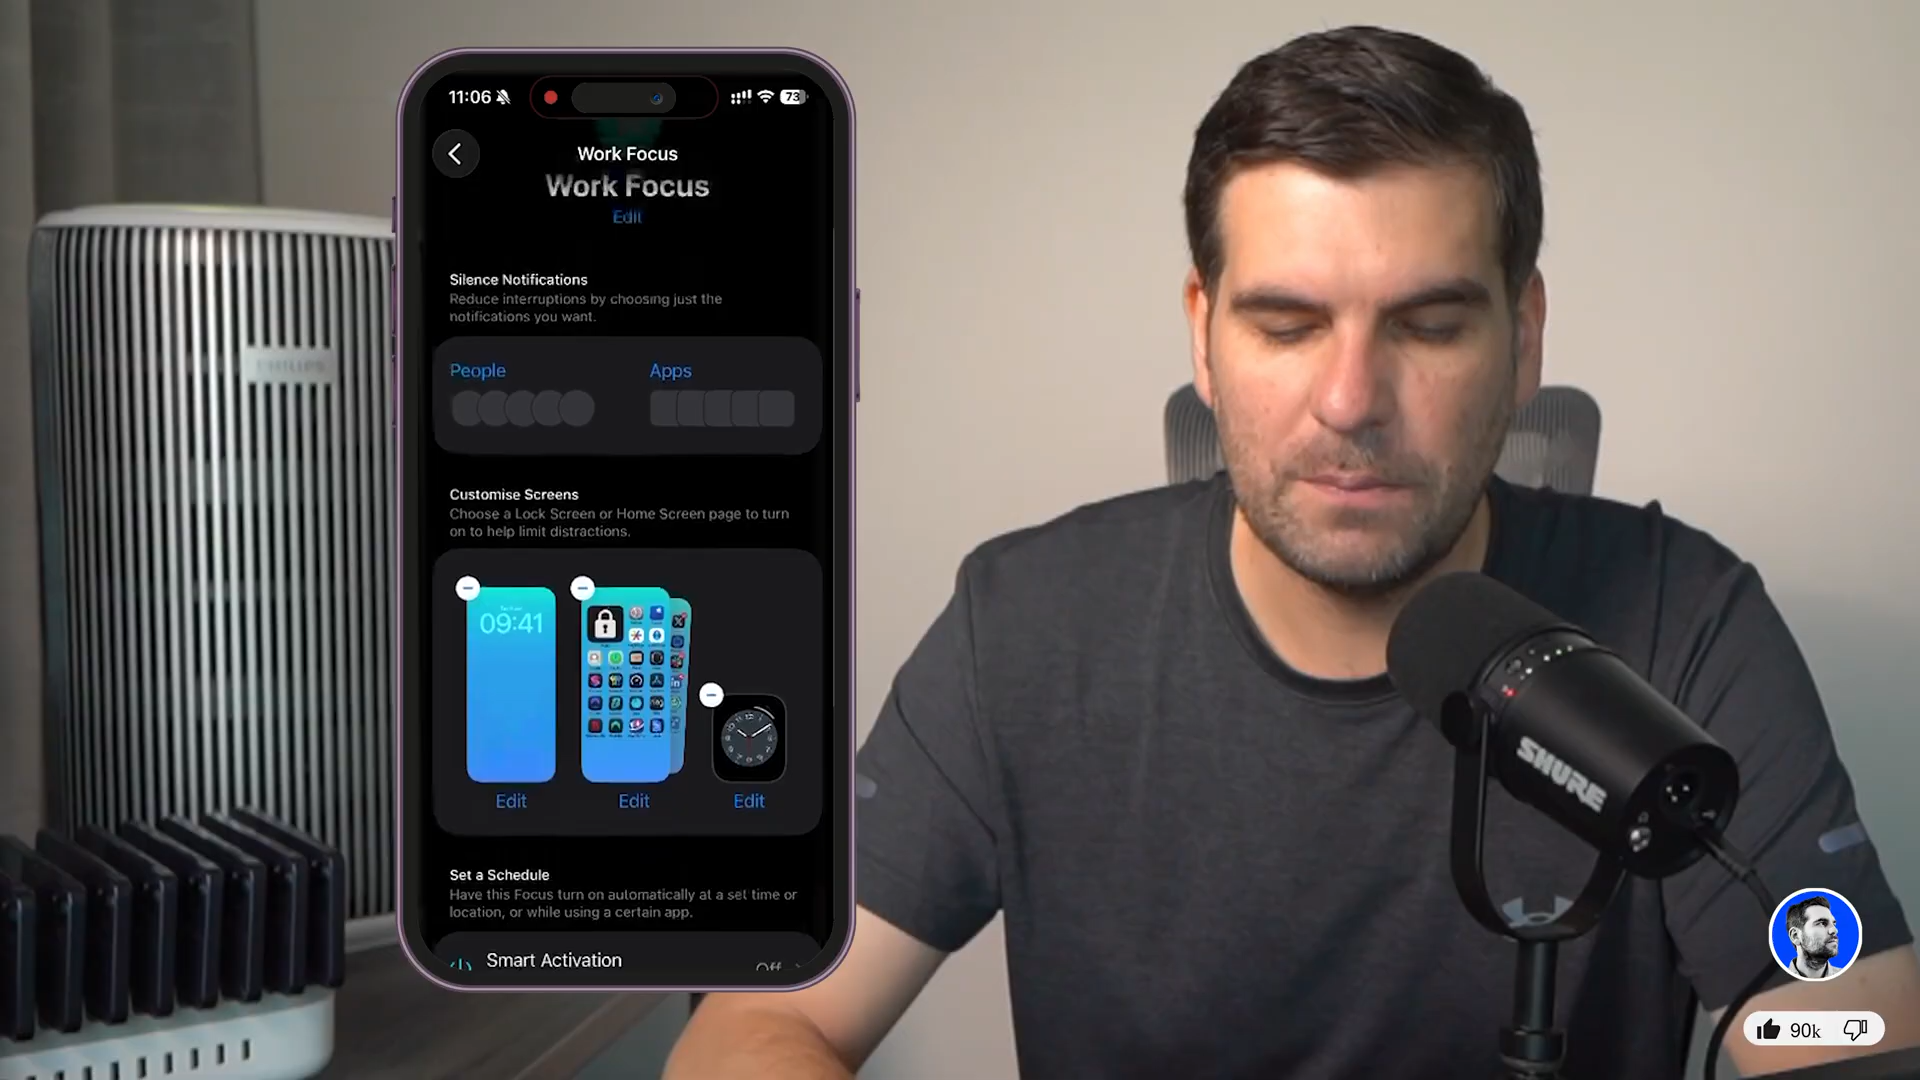 11:06
73
Work Focus
Work Focus
Edit
Silence Notifications
Reduce interruptions by choosing just the
notifications you want.
People
Apps
Customise Screens
Choose a Lock Screen or Home Screen page to turn
on to help limit distractions.
09:41
Edit
Edit
Edit
Set a Schedule
Have this Focus turn on automatically at a set time or
location, or while using a certain app.
Smart Activation
Off
PHILIPS
SHURE
90k